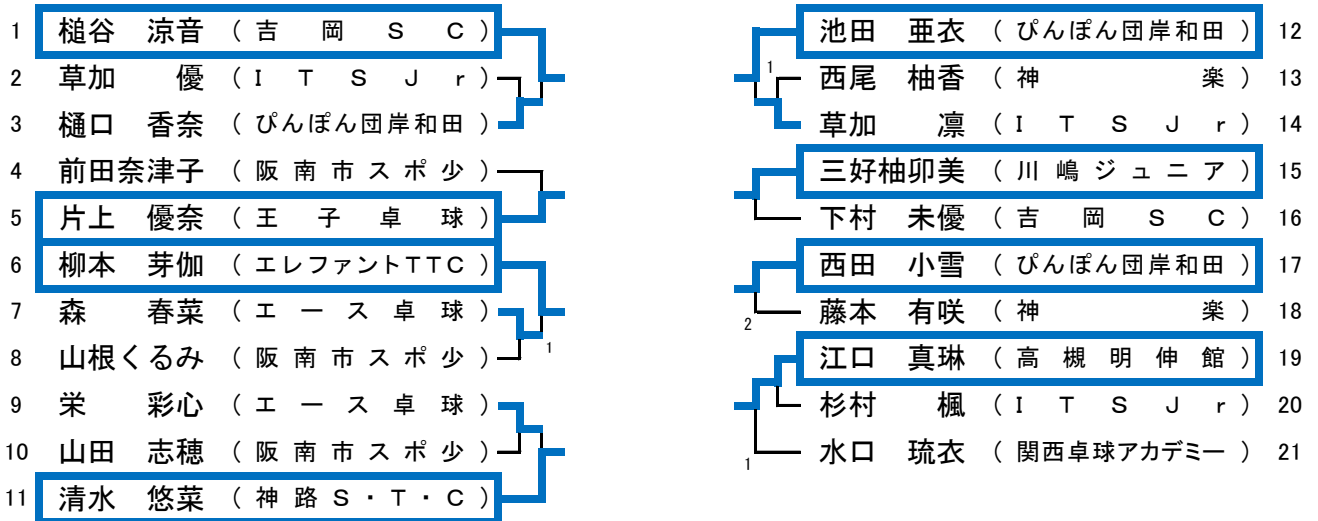 1 槌谷 涼音 ( 吉 岡 S C )
2 草加 優 ( I T S J r )
3 樋口 香奈 ( ぴんぽん団岸和田 )
4 前田奈津子 ( 阪 南 市 ス ポ 少 )
5 片上 優奈 ( 王 子 卓 球 )
6 柳本 芽伽 ( エレファントTTC )
1
7 森 春菜 ( エ ー ス 卓 球 )
8 山根くるみ ( 阪 南 市 ス ポ 少 )
9 栄 彩心 ( エ ー ス 卓 球 )
10 山田 志穂 ( 阪 南 市 ス ポ 少 )
11 清水 悠菜 ( 神 路 S ・ T ・ C )
池田 亜衣 ( ぴんぽん団岸和田 ) 12
1
西尾 柚香 ( 神 楽 ) 13
草加 凛 ( I T S J r ) 14
三好柚卯美 ( 川 嶋 ジ ュ ニ ア ) 15
下村 未優 ( 吉 岡 S C ) 16
西田 小雪 ( ぴんぽん団岸和田 ) 17
2
藤本 有咲 ( 神 楽 ) 18
江口 真琳 ( 高 槻 明 伸 館 ) 19
杉村 楓 ( I T S J r ) 20
1
水口 琉衣 ( 関西卓球アカデミー ) 21